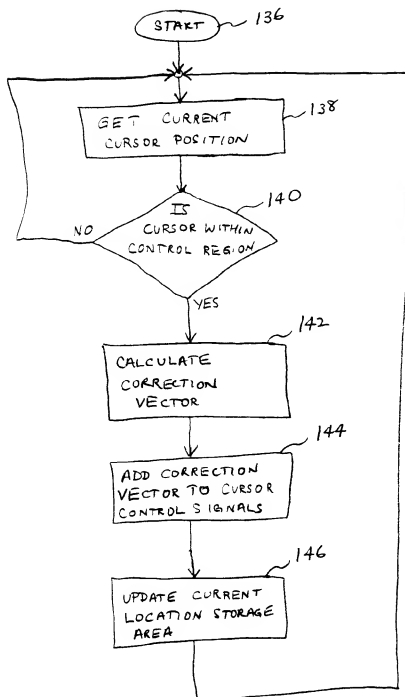 START
136
GET CURRENT
CURSOR POSITION
138
IS
CURSOR WITHIN
CONTROL REGION
140
NO
YES
142
CALCULATE
CORRECTION
VECTOR
144
ADD CORRECTION
VECTOR TO CURSOR
CONTROL SIGNALS
146
UPDATE CURRENT
LOCATION STORAGE
AREA